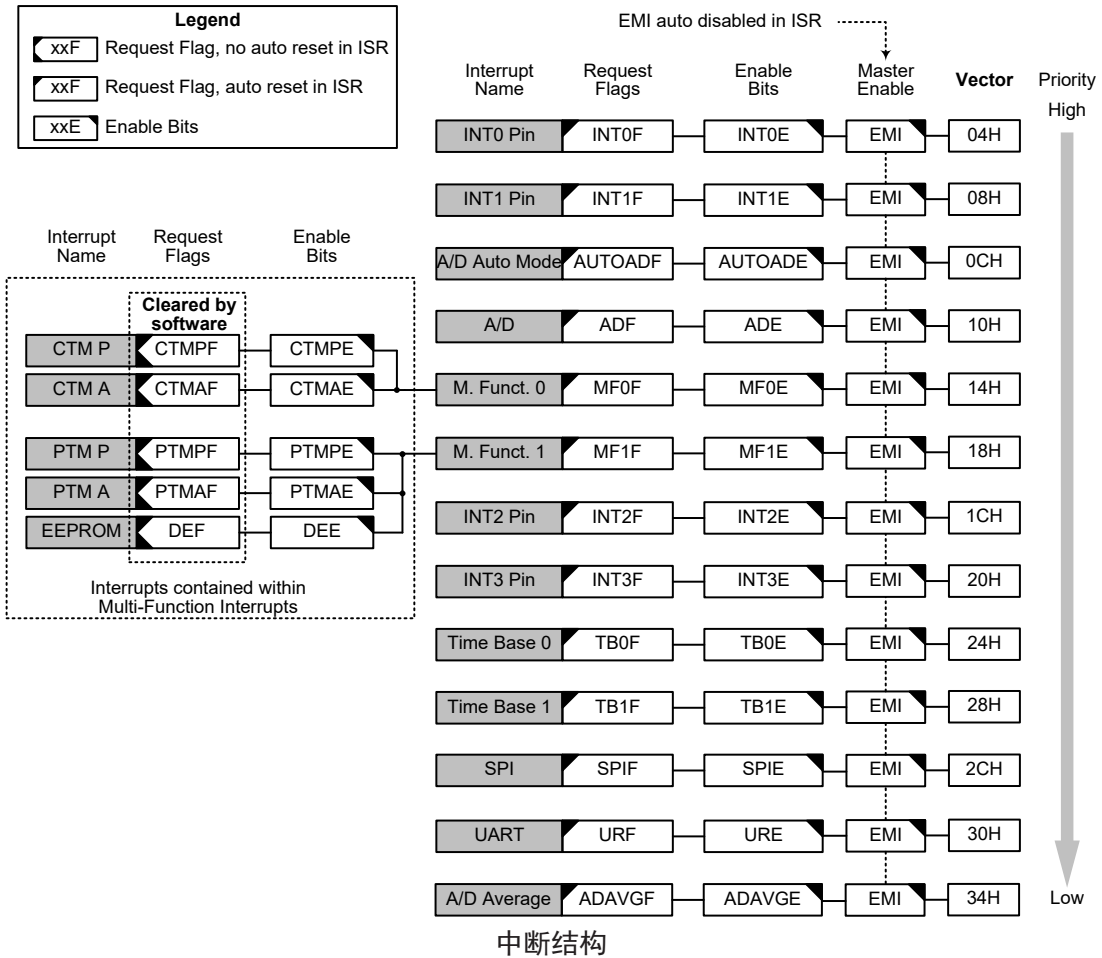 Legend
xxF Request Flag, no auto reset in ISR
xxF Request Flag, auto reset in ISR
xxE Enable Bits
EMI auto disabled in ISR
Interrupt Name Request Flags Enable Bits Master Enable Vector Priority
High
INT0 Pin INT0F INT0E EMI 04H
INT1 Pin INT1F INT1E EMI 08H
A/D Auto Mode AUTOADF AUTOADE EMI 0CH
A/D ADF ADE EMI 10H
M. Funct. 0 MF0F MF0E EMI 14H
M. Funct. 1 MF1F MF1E EMI 18H
INT2 Pin INT2F INT2E EMI 1CH
INT3 Pin INT3F INT3E EMI 20H
Time Base 0 TB0F TB0E EMI 24H
Time Base 1 TB1F TB1E EMI 28H
SPI SPIF SPIE EMI 2CH
UART URF URE EMI 30H
A/D Average ADAVGF ADAVGE EMI 34H Low
Interrupt Name Request Flags Enable Bits
Cleared by
software
CTM P CTMPF CTMPE
CTM A CTMAF CTMAE
PTM P PTMPF PTMPE
PTM A PTMAF PTMAE
EEPROM DEF DEE
Interrupts contained within
Multi-Function Interrupts
中断结构